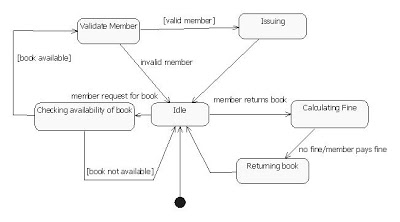 Validate Member
[valid member]
Issuing
[book available]
invalid member
member request for book
member returns book
Calculating Fine
Checking availability of book
Idle
no fine/member pays fine
[book not available]
Returning book